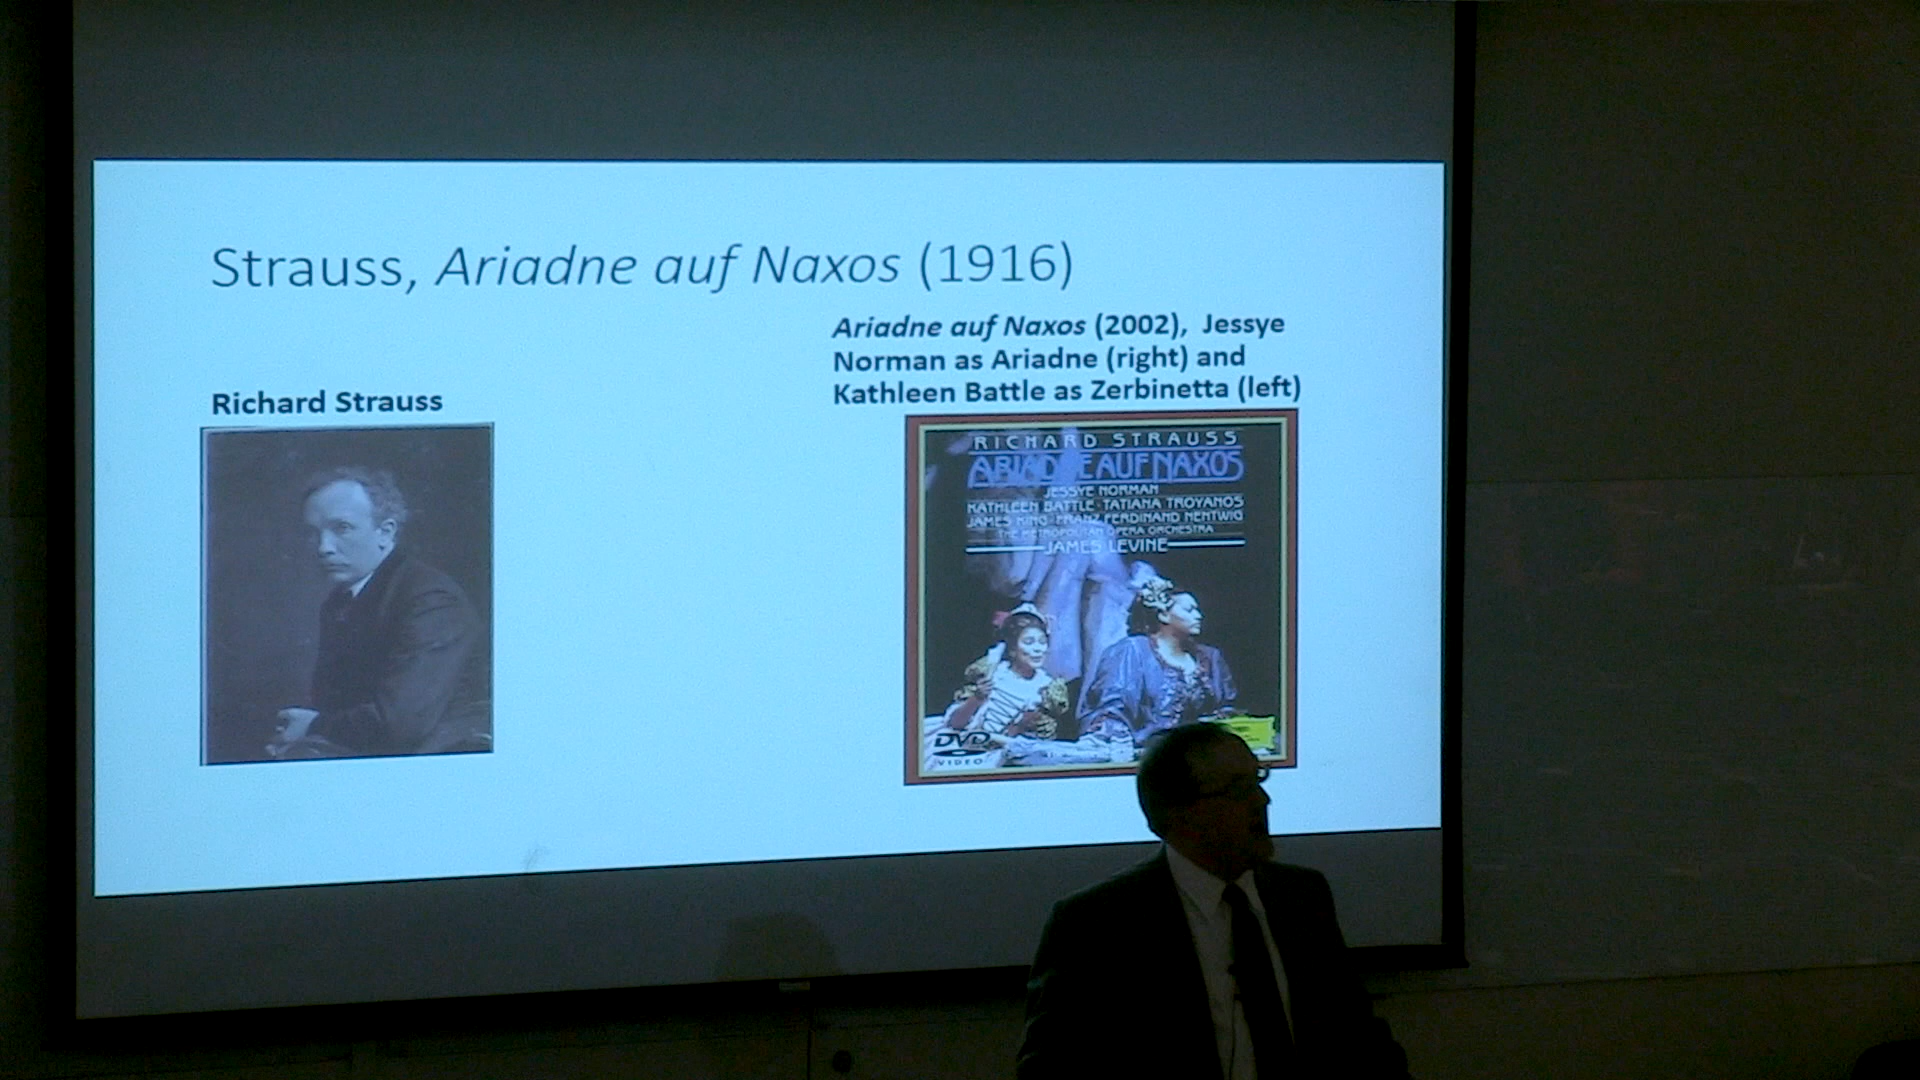 Strauss, Ariadne auf Naxos (1916)
Ariadne auf Naxos (2002), Jessye
Norman as Ariadne (right) and
Kathleen Battle as Zerbinetta (left)
Richard Strauss
RICHARD STRAUSS
ARIADNE AUF NAXOS
JESSYE NORMAN
KATHLEEN BATTLE · TATIANA TROYANOS
JAMES KING · FRANZ FERDINAND NENTWIG
THE METROPOLITAN OPERA ORCHESTRA
JAMES LEVINE
DVD
VIDEO